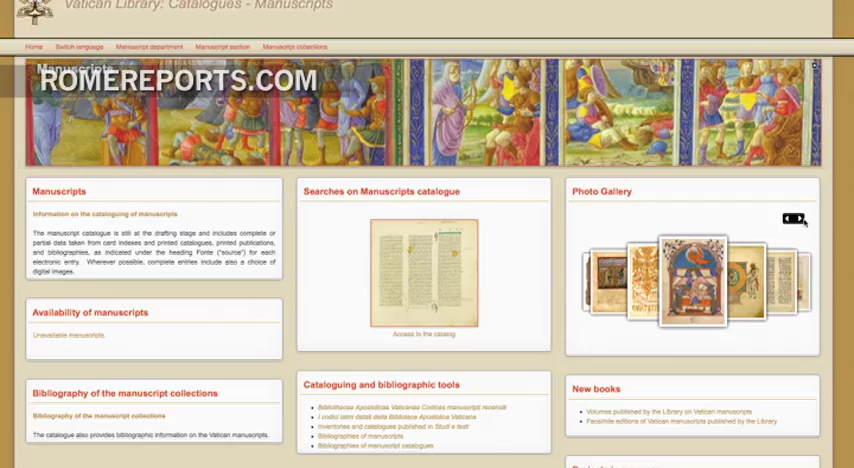 Vatican Library: Catalogues - Manuscripts
Home Switch language Manuscript department Manuscript section Manuscript collections
Manuscripts
ROMEREPORTS.COM
Manuscripts
Information on the cataloguing of manuscripts
The manuscript catalogue is still at the drafting stage and includes complete or
partial data taken from card indexes and printed catalogues, printed publications,
and bibliographies, as indicated under the heading Fonte ("source") for each
electronic entry. Wherever possible, complete entries include also a choice of
digital images.
Availability of manuscripts
Unavailable manuscripts.
Bibliography of the manuscript collections
Bibliography of the manuscript collections
The catalogue also provides bibliographic information on the Vatican manuscripts.
Searches on Manuscripts catalogue
Access to the catalog
Cataloguing and bibliographic tools
Bibliothecae Apostolicae Vaticanae Codices manuscripti recensiti
I codici latini datati della Biblioteca Apostolica Vaticana
Inventories and catalogues published in Studi e testi
Bibliographies of manuscripts
Bibliographies of manuscript catalogues
Photo Gallery
New books
Volumes published by the Library on Vatican manuscripts
Facsimile editions of Vatican manuscripts published by the Library